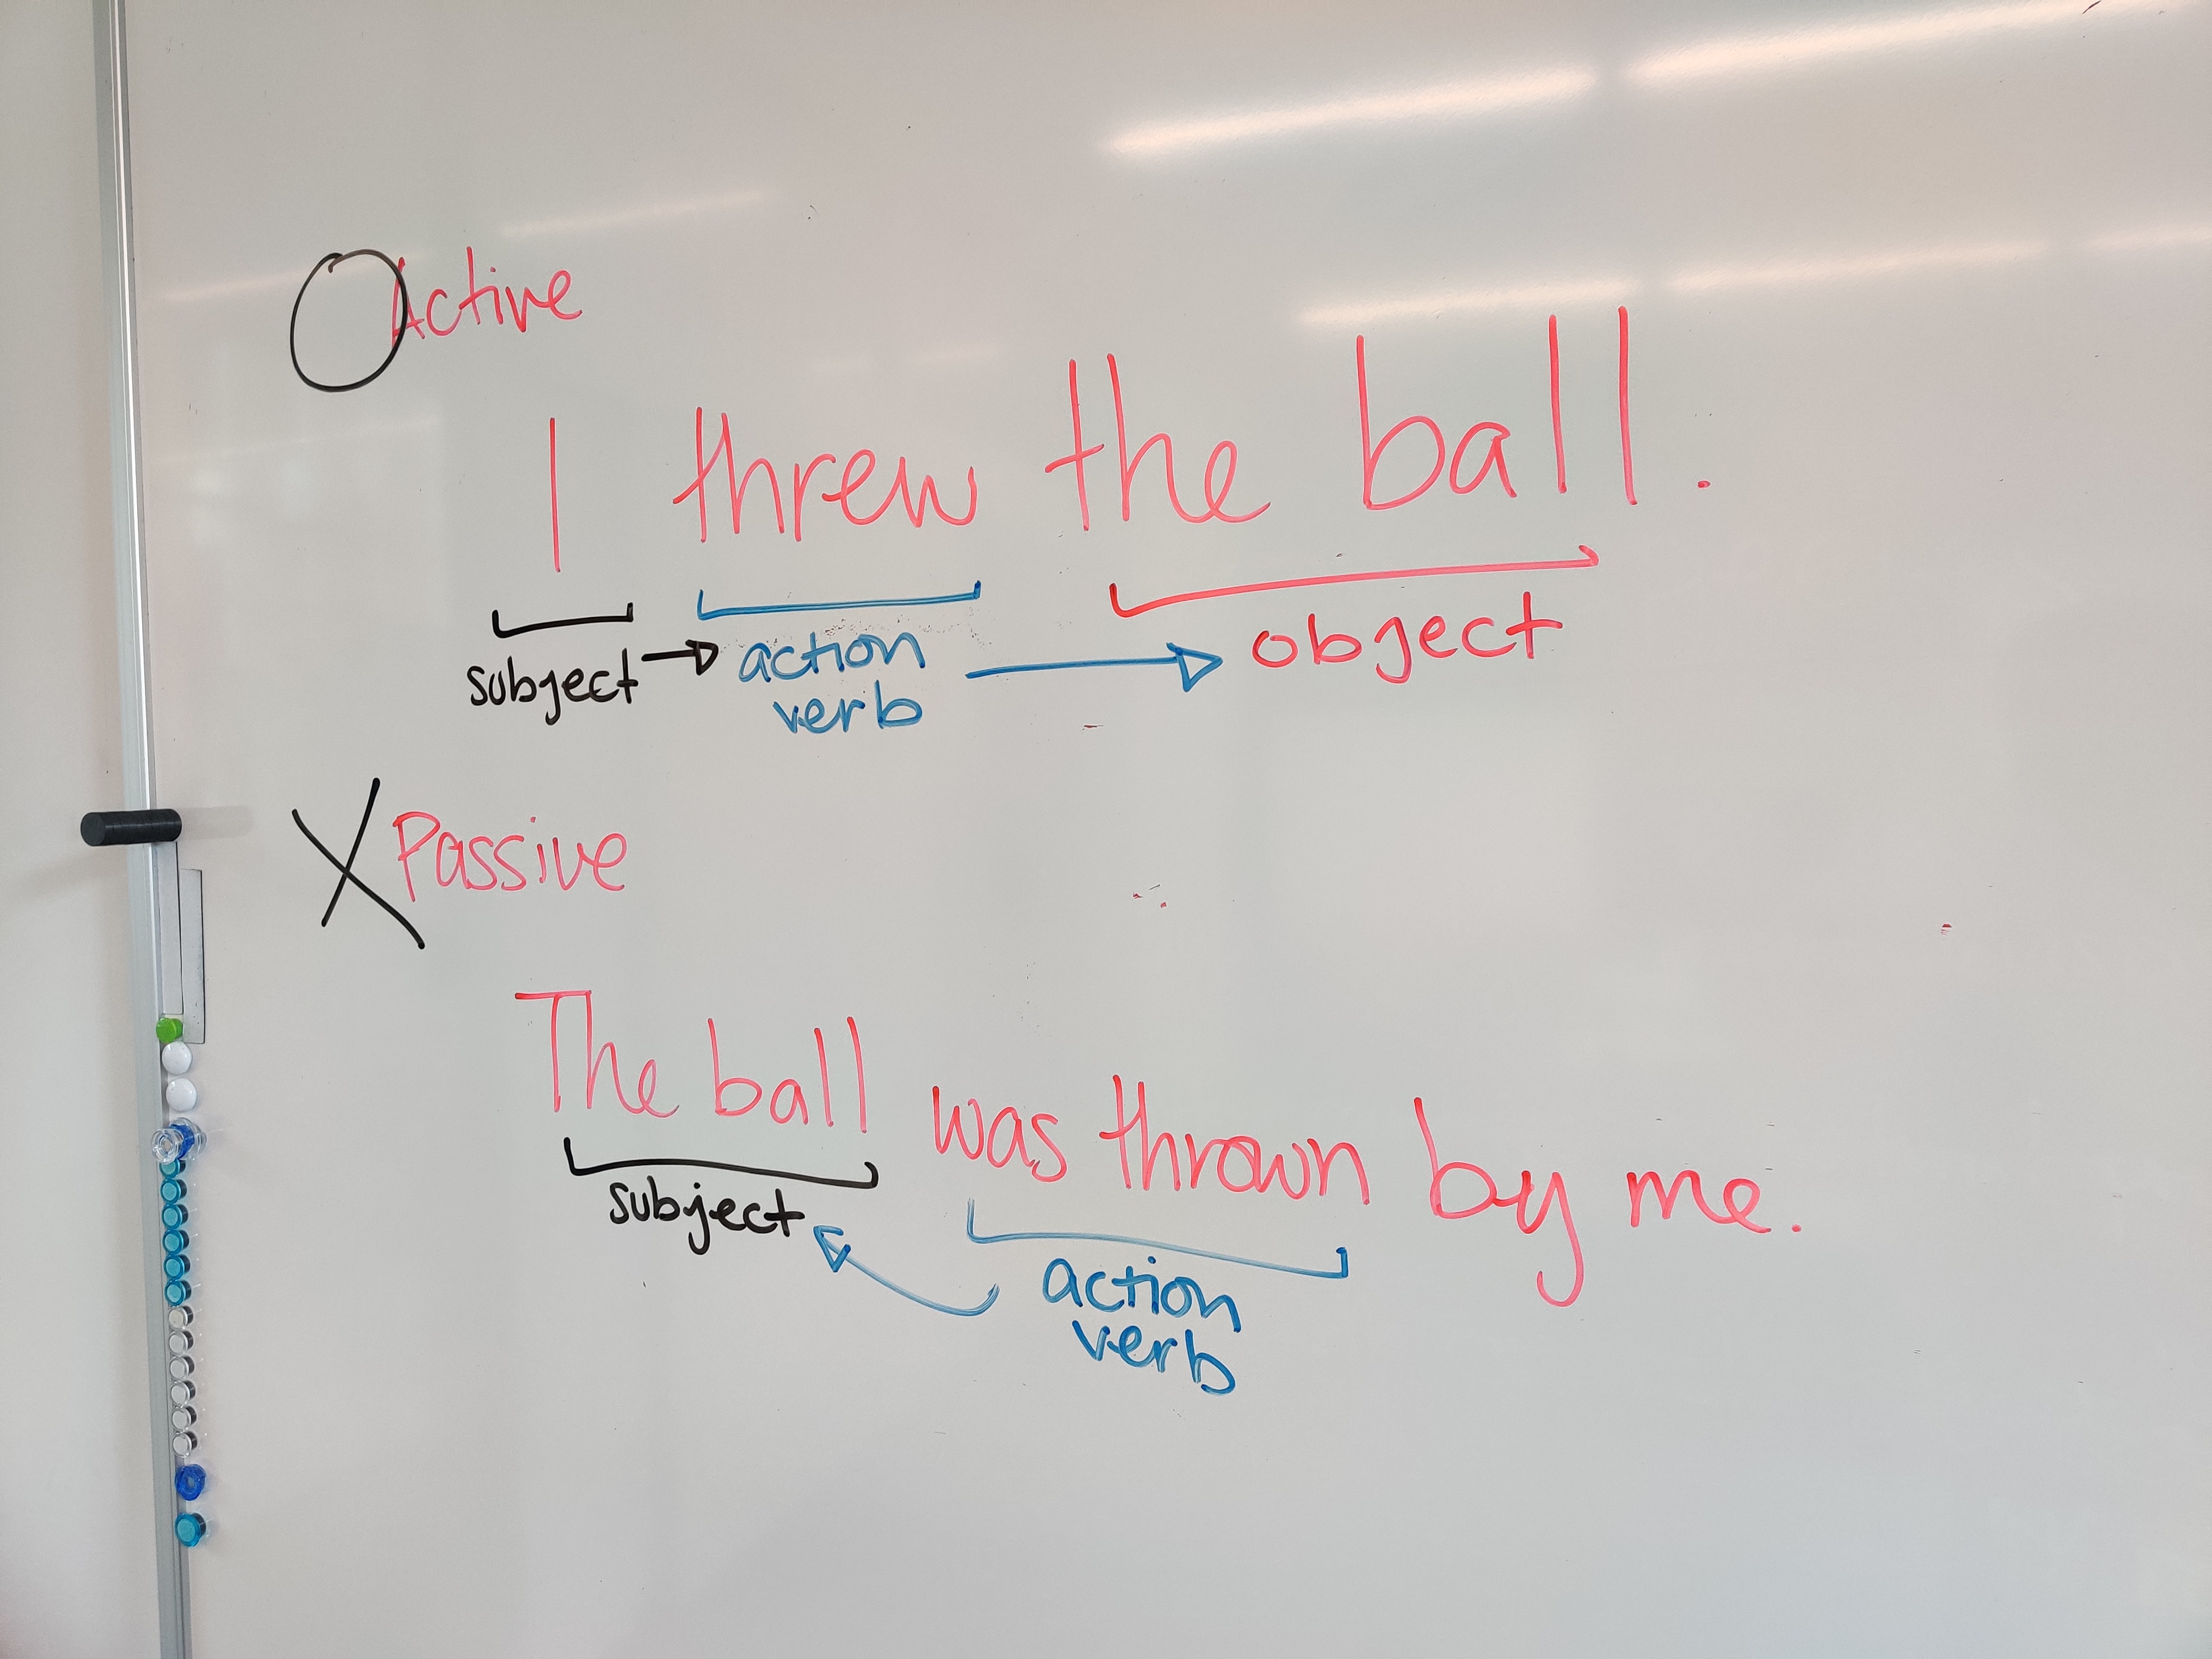 Active
I threw the ball.
subject action object
verb
Passive
The ball was thrown by me.
subject
action
verb